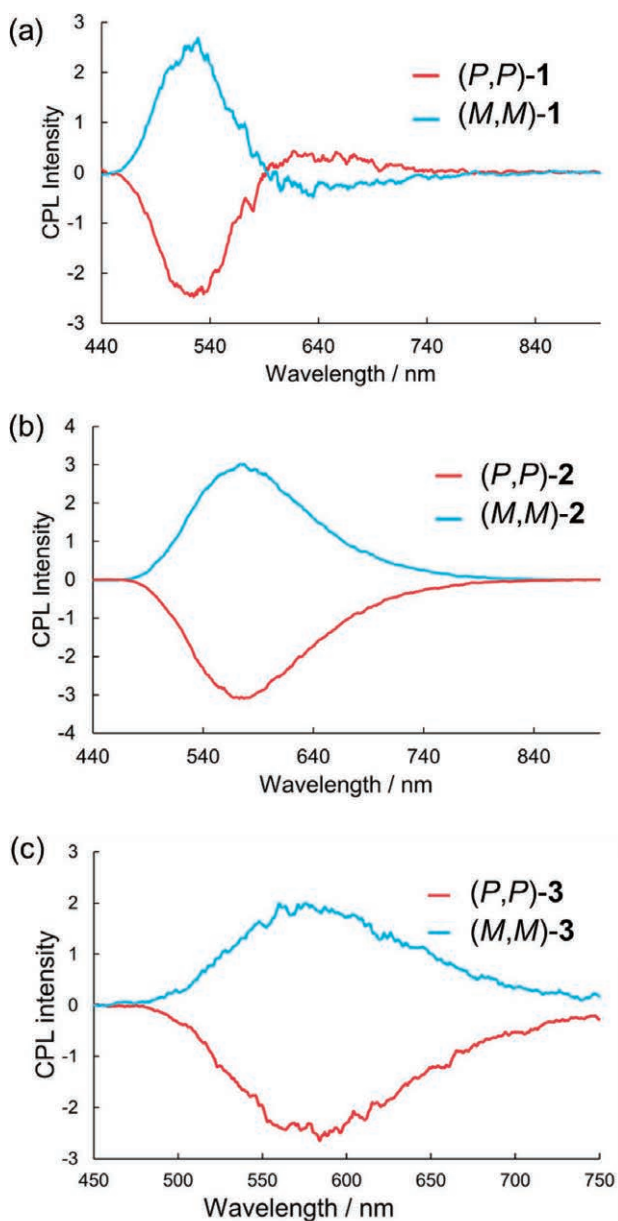 (a)
3
2
1
0
-1
-2
-3
CPL Intensity
(P,P)-1
(M,M)-1
440 540 640 740 840
Wavelength / nm
(b)
4
3
2
1
0
-1
-2
-3
-4
CPL Intensity
(P,P)-2
(M,M)-2
440 540 640 740 840
Wavelength / nm
(c)
3
2
1
0
-1
-2
-3
CPL intensity
(P,P)-3
(M,M)-3
450 500 550 600 650 700 750
Wavelength / nm